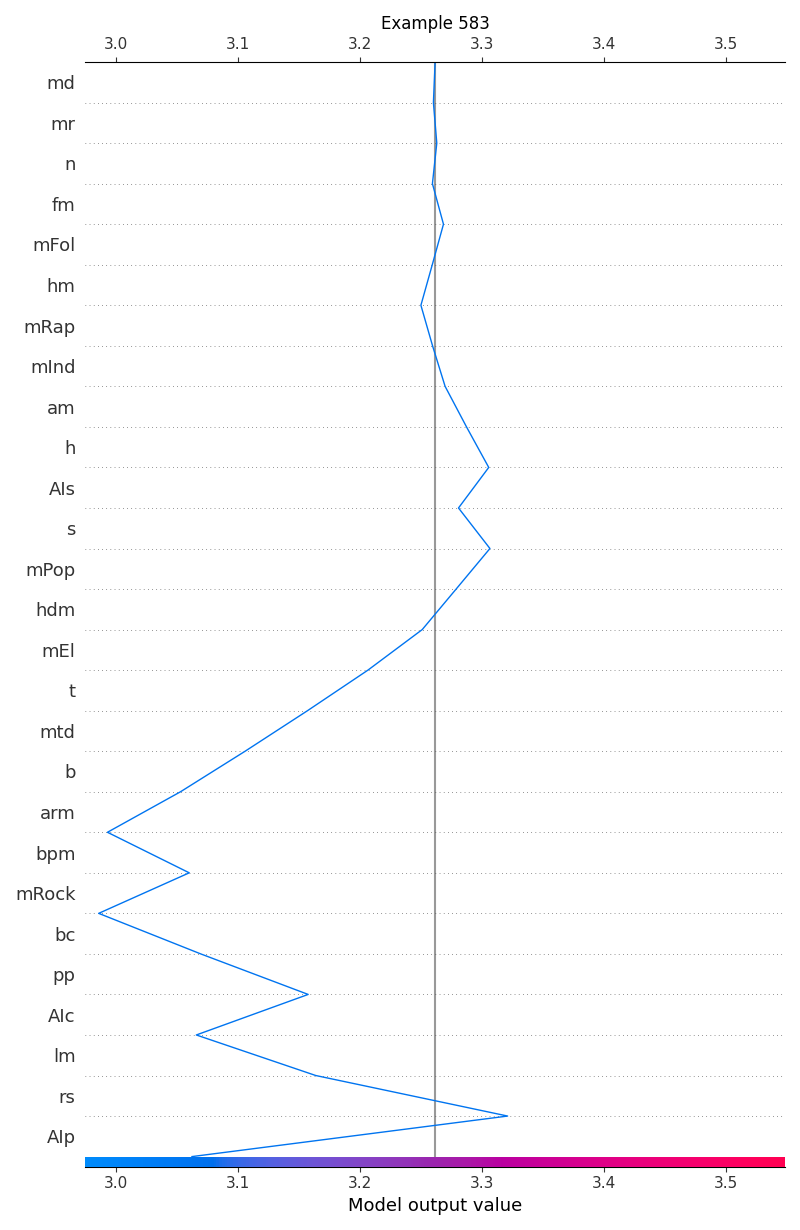 Example 583
3.0 3.1 3.2 3.3 3.4 3.5
md
mr
n
fm
mFol
hm
mRap
mInd
am
h
AIs
s
mPop
hdm
mEl
t
mtd
b
arm
bpm
mRock
bc
pp
AIc
lm
rs
AIp
3.0 3.1 3.2 3.3 3.4 3.5
Model output value